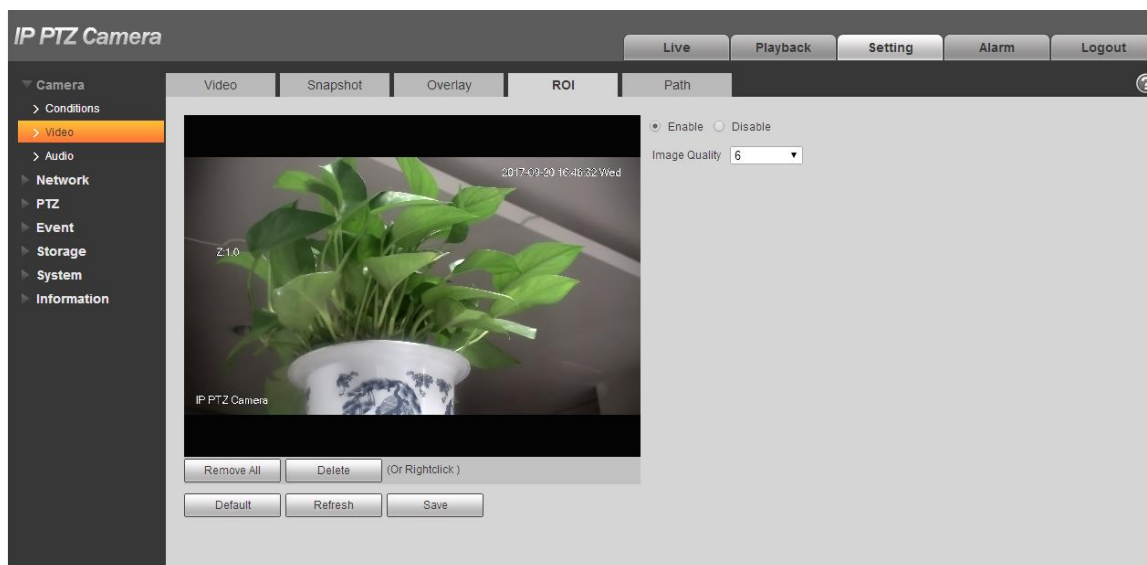 IP PTZ Camera
Live Playback Setting Alarm Logout
Camera
Conditions
Video
Audio
Network
PTZ
Event
Storage
System
Information
Video Snapshot Overlay ROI Path
?
2017-09-20 16:46:32 Wed
Z:1.0
IP PTZ Camera
Enable Disable
Image Quality 6
Remove All Delete (Or Rightclick )
Default Refresh Save